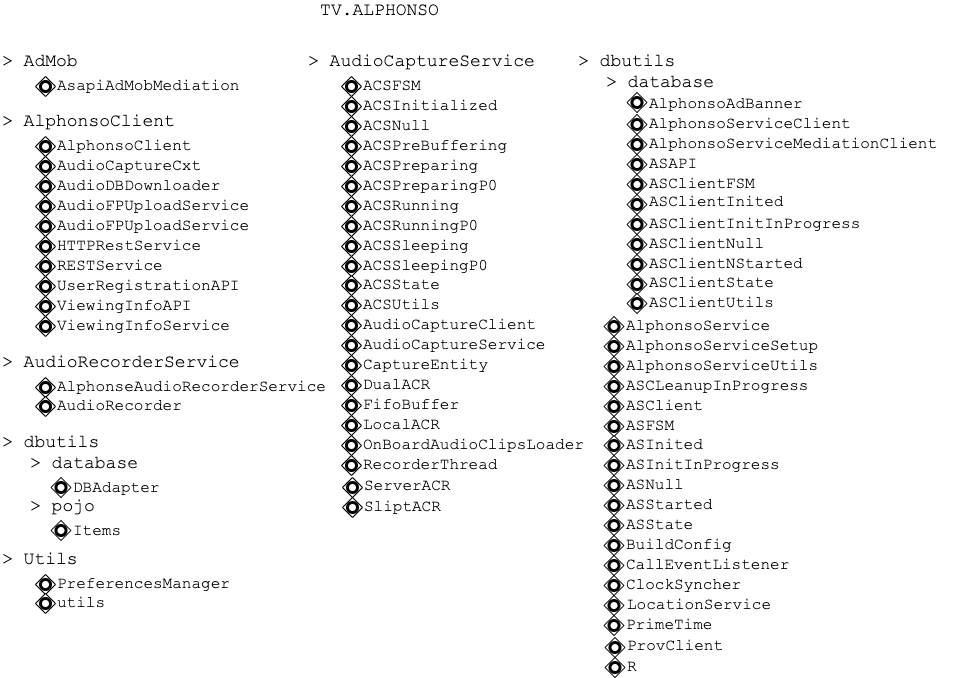 TV.ALPHONSO
> AdMob
AsapiAdMobMediation
> AlphonsoClient
AlphonsoClient
AudioCaptureCxt
AudioDBDownloader
AudioFPUploadService
AudioFPUploadService
HTTPRestService
RESTService
UserRegistrationAPI
ViewingInfoAPI
ViewingInfoService
> AudioRecorderService
AlphonseAudioRecorderService
AudioRecorder
> dbutils
> database
DBAdapter
> pojo
Items
> Utils
PreferencesManager
utils
> AudioCaptureService
ACSFSM
ACSInitialized
ACSNull
ACSPreBuffering
ACSPreparing
ACSPreparingP0
ACSRunning
ACSRunningP0
ACSSleeping
ACSSleepingP0
ACSState
ACSUtils
AudioCaptureClient
AudioCaptureService
CaptureEntity
DualACR
FifoBuffer
LocalACR
OnBoardAudioClipsLoader
RecorderThread
ServerACR
SliptACR
> dbutils
> database
AlphonsoAdBanner
AlphonsoServiceClient
AlphonsoServiceMediationClient
ASAPI
ASClientFSM
ASClientInited
ASClientInitInProgress
ASClientNull
ASClientNStarted
ASClientState
ASClientUtils
AlphonsoService
AlphonsoServiceSetup
AlphonsoServiceUtils
ASCLeanupInProgress
ASClient
ASFSM
ASInited
ASInitInProgress
ASNull
ASStarted
ASState
BuildConfig
CallEventListener
ClockSyncher
LocationService
PrimeTime
ProvClient
R